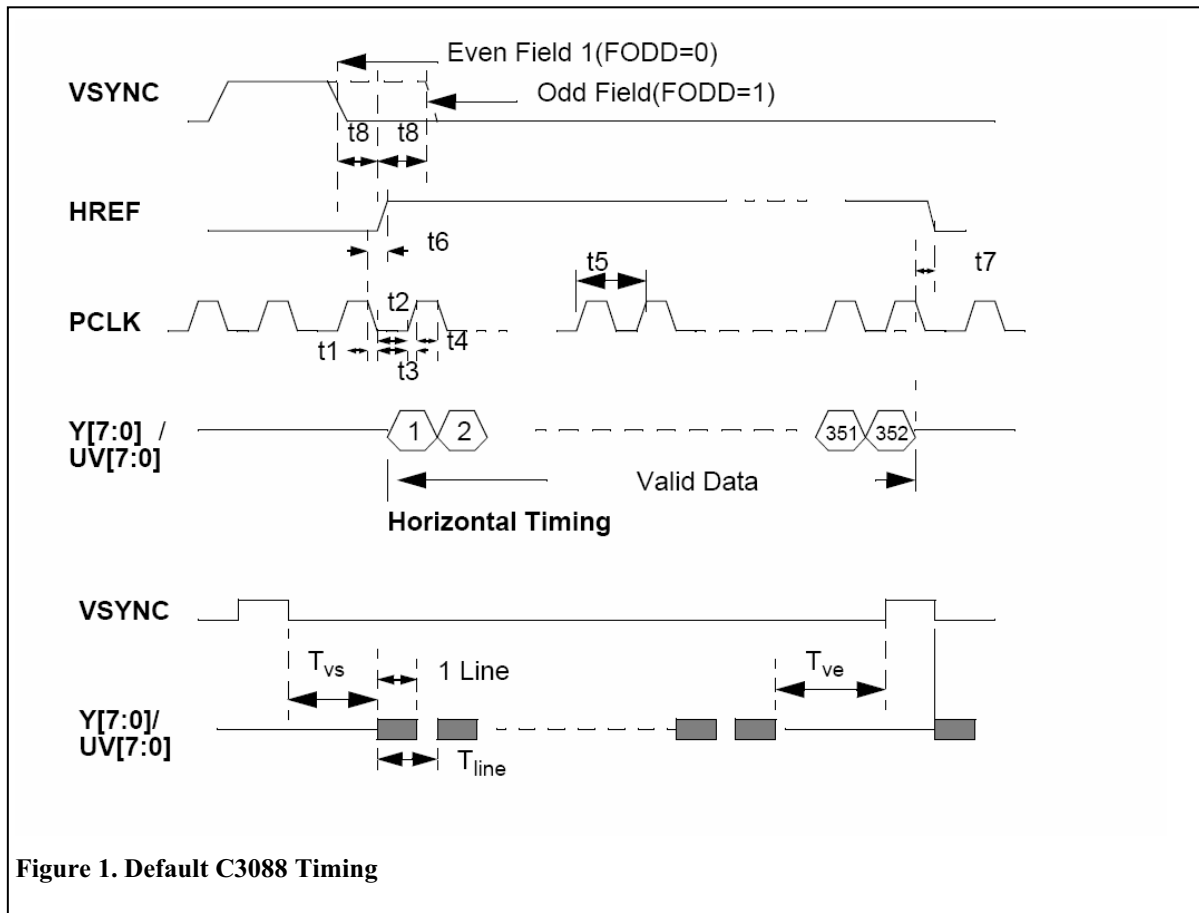 Even Field 1(FODD=0)
VSYNC
Odd Field(FODD=1)
t8 t8
HREF
t6
t5
t7
t2
PCLK
t1
t4
t3
Y[7:0] /
UV[7:0]
1 2 351 352
Valid Data
Horizontal Timing
VSYNC
Tvs
1 Line
Tve
Y[7:0]/
UV[7:0]
Tline
Figure 1. Default C3088 Timing